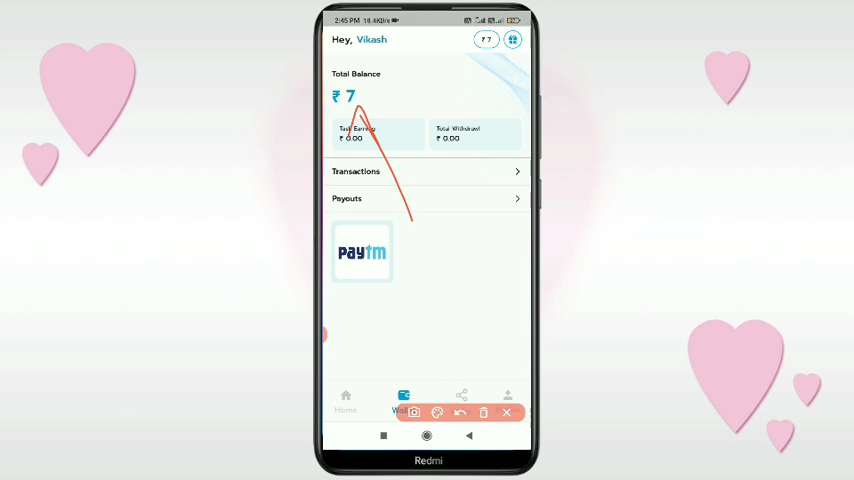 2:45 PM 18.4KB/s
Hey, Vikash
₹ 7
Total Balance
₹ 7
Task Earning
Total Withdrawl
₹ 0.00
₹ 0.00
Transactions
Payouts
paytm
Home
Redmi